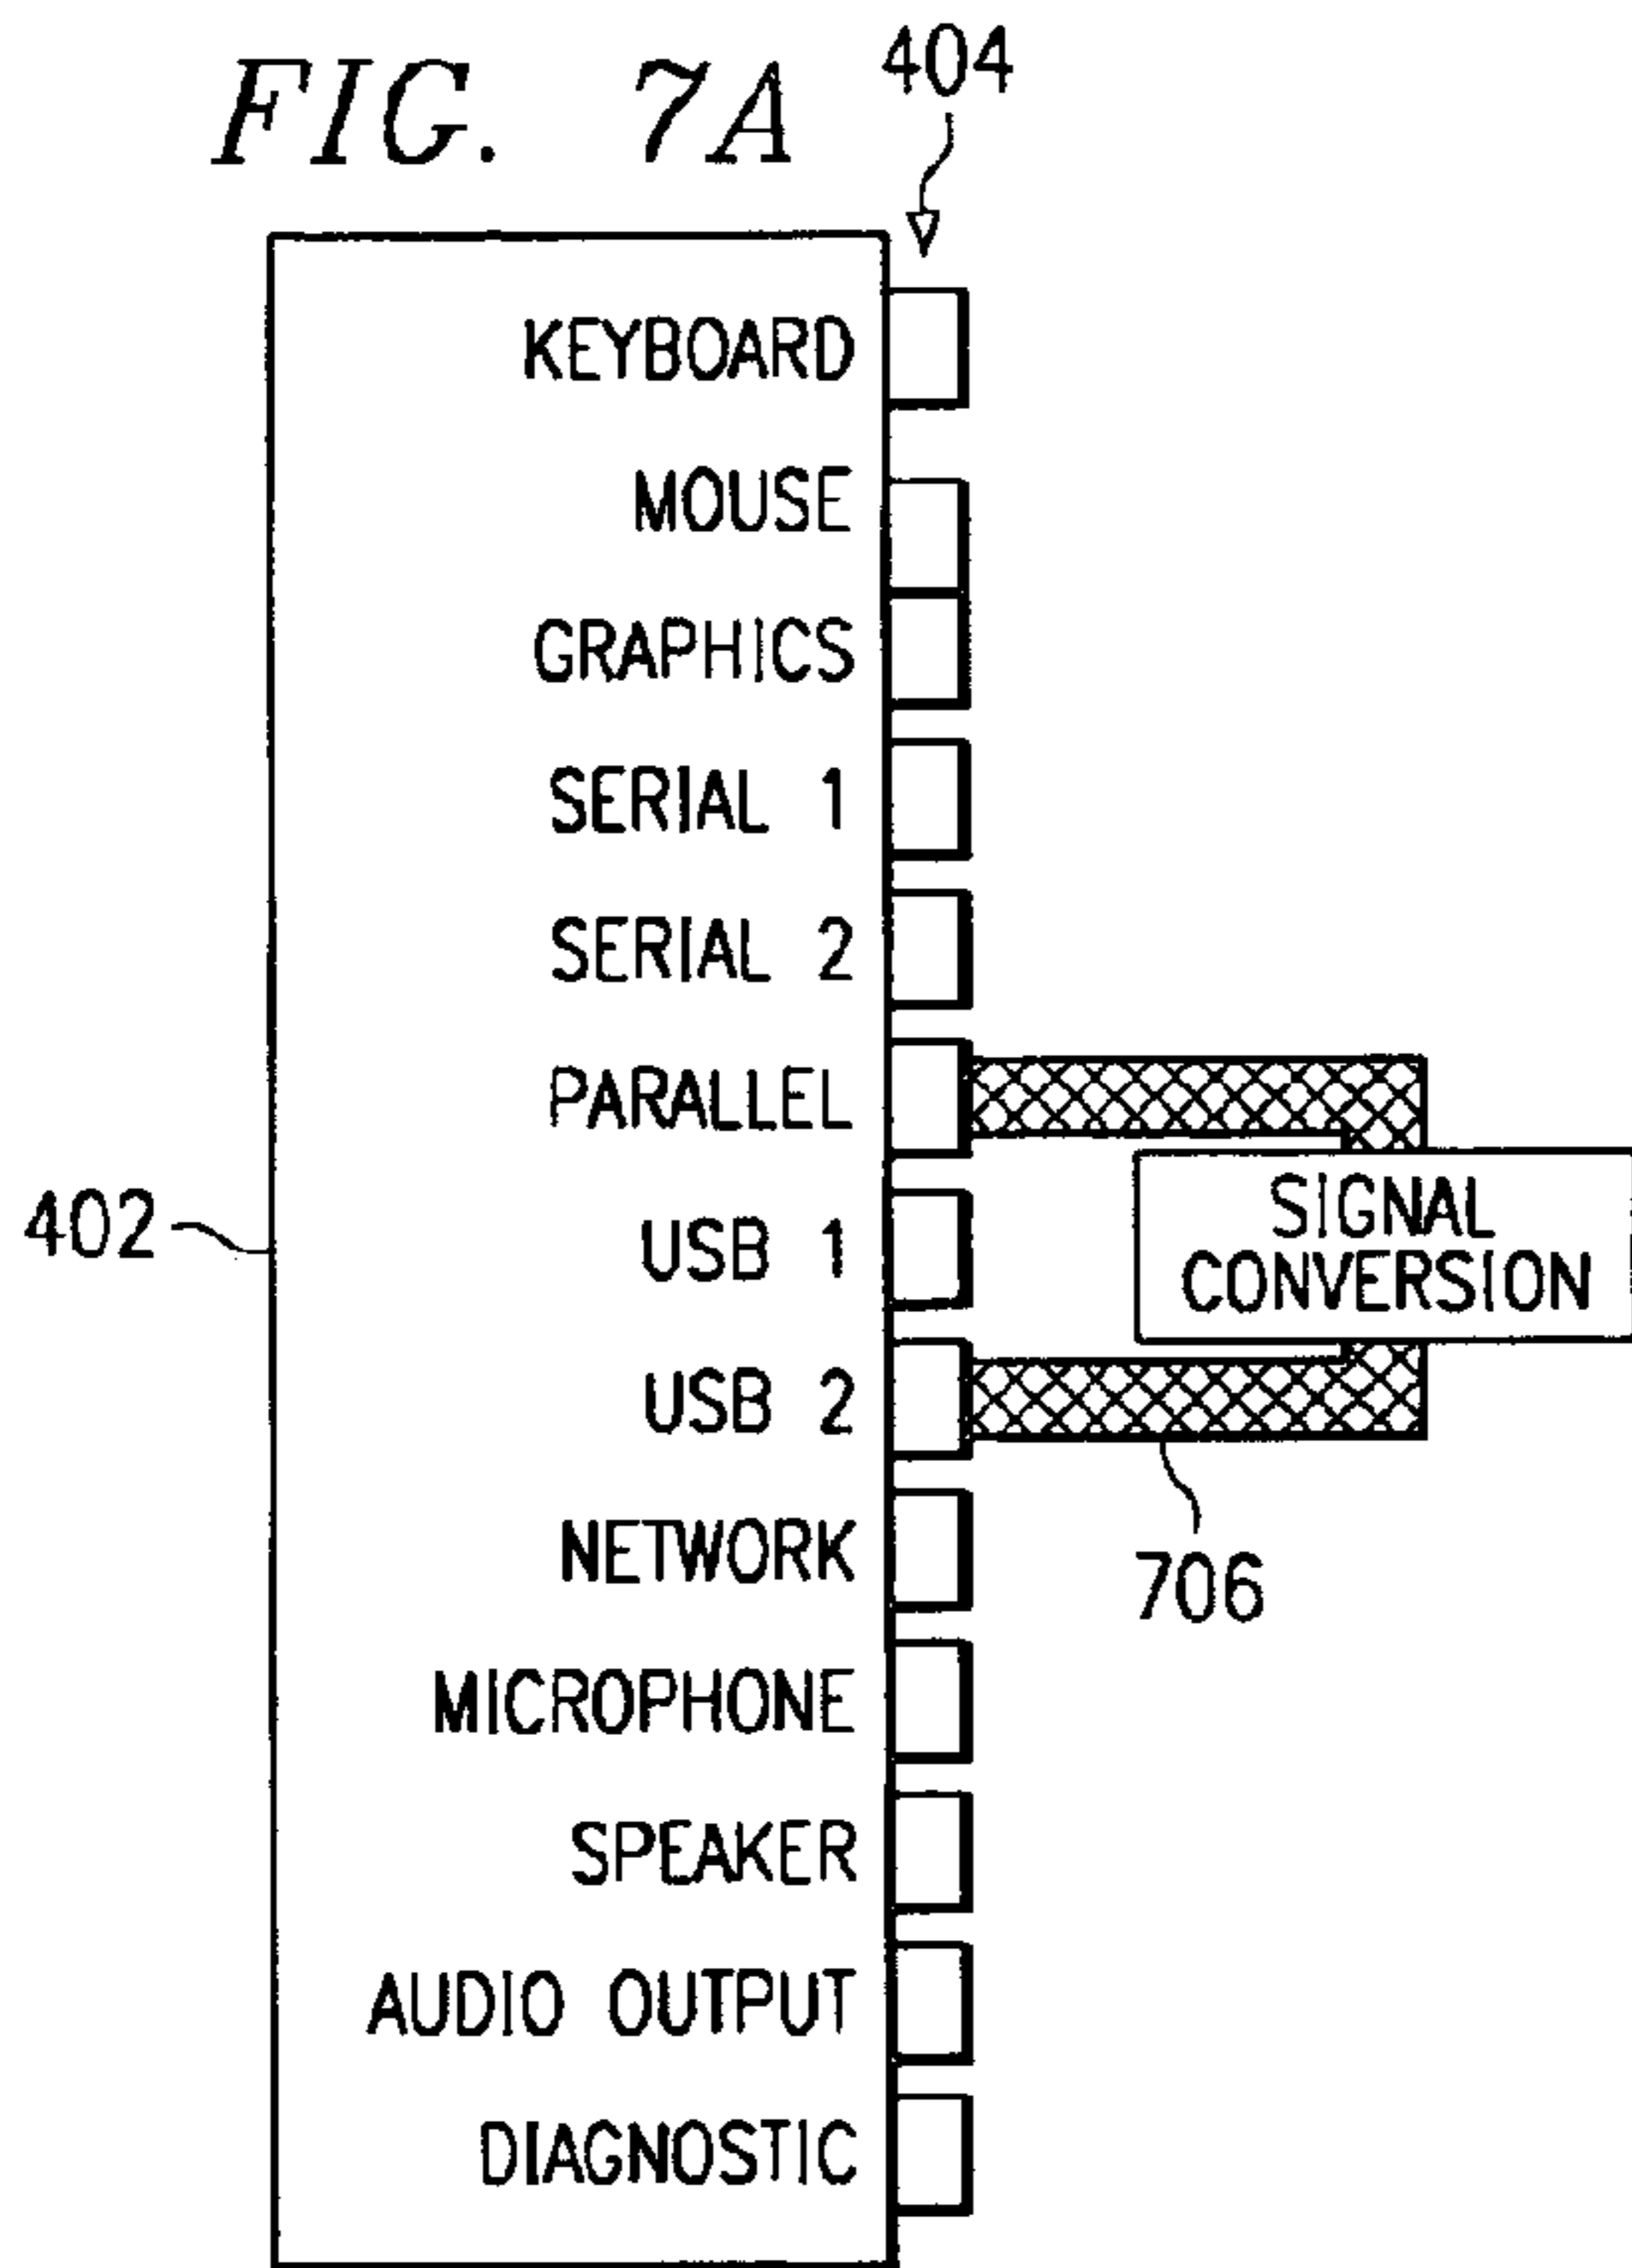 FIG. 7A
404
KEYBOARD
MOUSE
GRAPHICS
SERIAL 1
SERIAL 2
PARALLEL
SIGNAL
CONVERSION
402
USB 1
USB 2
706
NETWORK
MICROPHONE
SPEAKER
AUDIO OUTPUT
DIAGNOSTIC